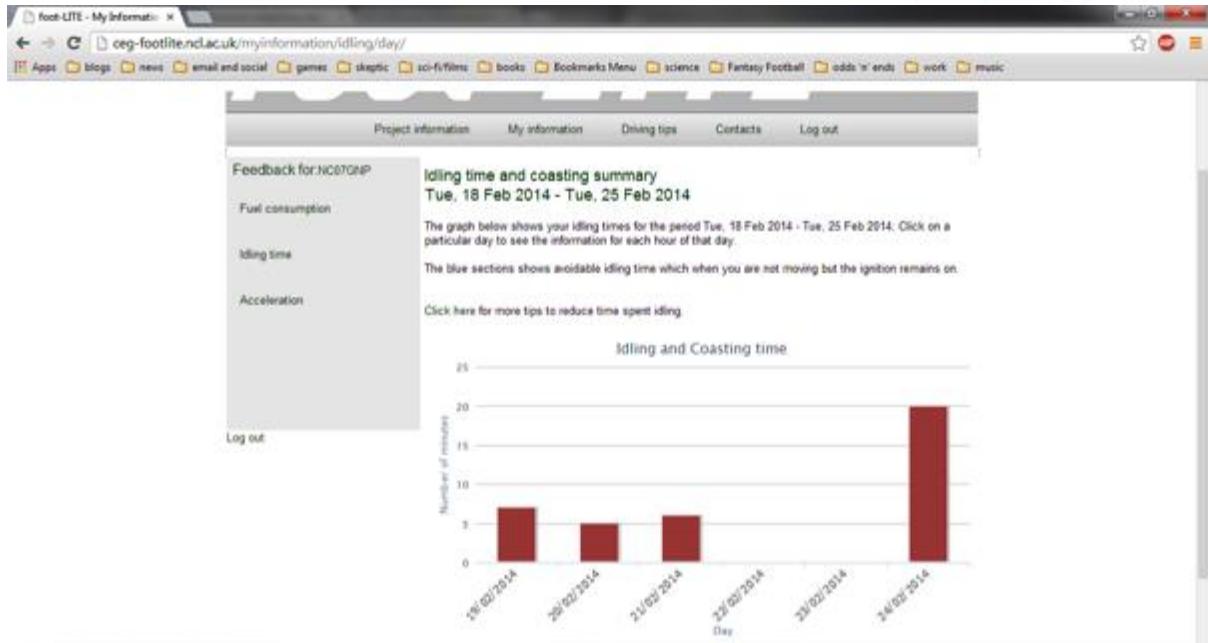 foot-LITE - My Informatio
ceg-footlite.ncl.ac.uk/myinformation/idling/day/
Apps blogs news email and social games skeptic sci-fi/films books Bookmarks Menu science Fantasy Football odds 'n' ends work music
Project information My information Driving tips Contacts Log out
Feedback for:NC07GNP
Fuel consumption
Idling time
Acceleration
Log out
Idling time and coasting summary
Tue, 18 Feb 2014 - Tue, 25 Feb 2014
The graph below shows your idling times for the period Tue, 18 Feb 2014 - Tue, 25 Feb 2014; Click on a
particular day to see the information for each hour of that day.
The blue sections shows avoidable idling time which when you are not moving but the ignition remains on.
Click here for more tips to reduce time spent idling
Idling and Coasting time
25
20
15
10
5
0
Number of minutes
19/02/2014 20/02/2014 21/02/2014 22/02/2014 23/02/2014 24/02/2014
Day